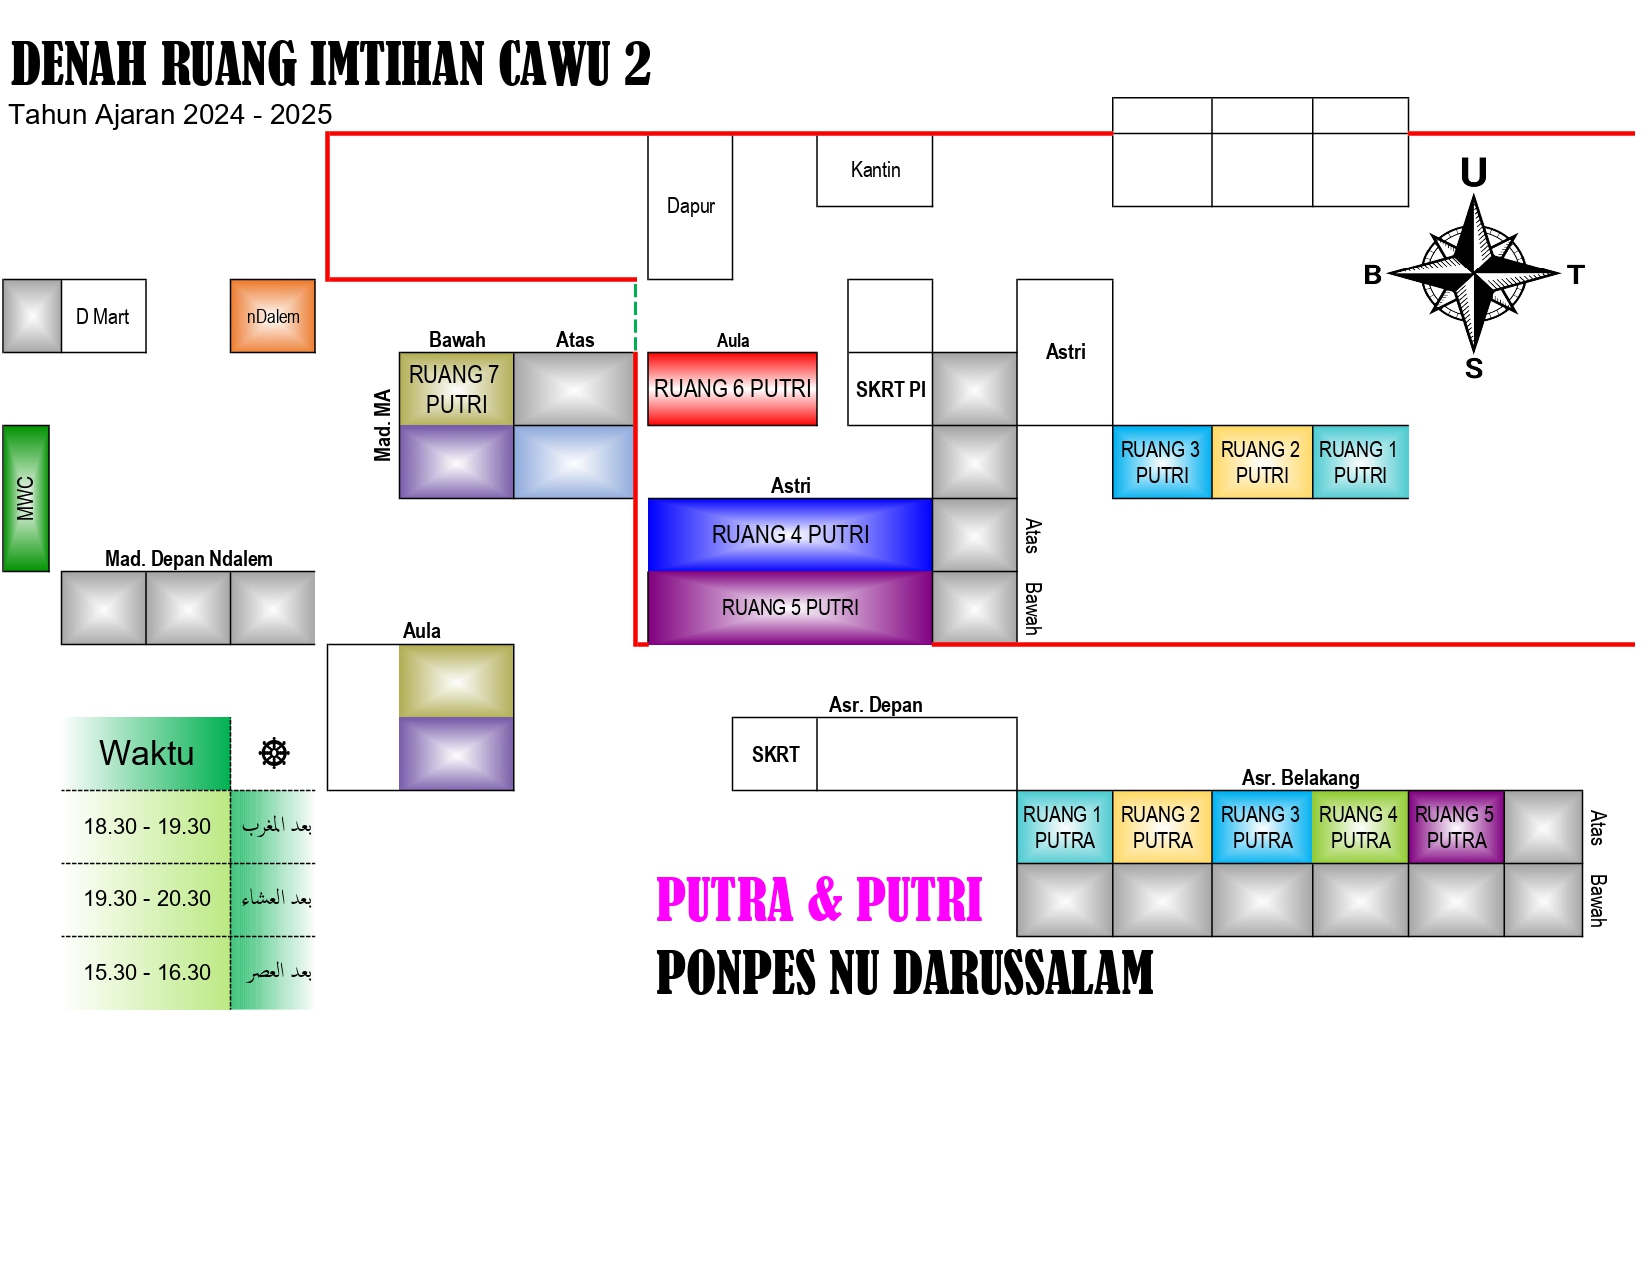 DENAH RUANG IMTIHAN CAWU 2
Tahun Ajaran 2024 - 2025
Kantin
Dapur
U
B
T
S
D Mart
nDalem
Bawah
Atas
Aula
Astri
Mad. MA
RUANG 7
PUTRI
RUANG 6 PUTRI
SKRT PI
RUANG 3
PUTRI
RUANG 2
PUTRI
RUANG 1
PUTRI
MWC
Astri
RUANG 4 PUTRI
Atas
Mad. Depan Ndalem
RUANG 5 PUTRI
Bawah
Aula
Asr. Depan
SKRT
Asr. Belakang
RUANG 1
PUTRA
RUANG 2
PUTRA
RUANG 3
PUTRA
RUANG 4
PUTRA
RUANG 5
PUTRA
Atas
Bawah
Waktu
18.30 - 19.30 بعد المغرب
19.30 - 20.30 بعد العشاء
15.30 - 16.30 بعد العصر
PUTRA & PUTRI
PONPES NU DARUSSALAM